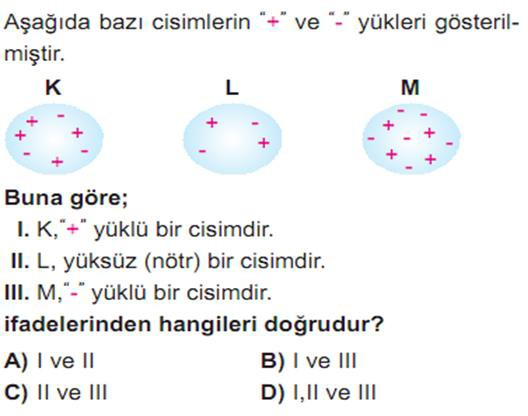 Aşağıda bazı cisimlerin “+” ve “-” yükleri gösteril-
miştir.
K L M
+ - + + - - +
+ - - +
- - + + - - - + + -
Buna göre;
I. K,“+” yüklü bir cisimdir.
II. L, yüksüz (nötr) bir cisimdir.
III. M,“-” yüklü bir cisimdir.
ifadelerinden hangileri doğrudur?
A) I ve II B) I ve III
C) II ve III D) I,II ve III